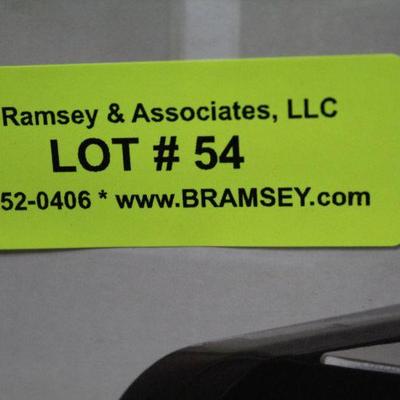 Ramsey & Associates, LLC
LOT # 54
52-0406 * www.BRAMSEY.com